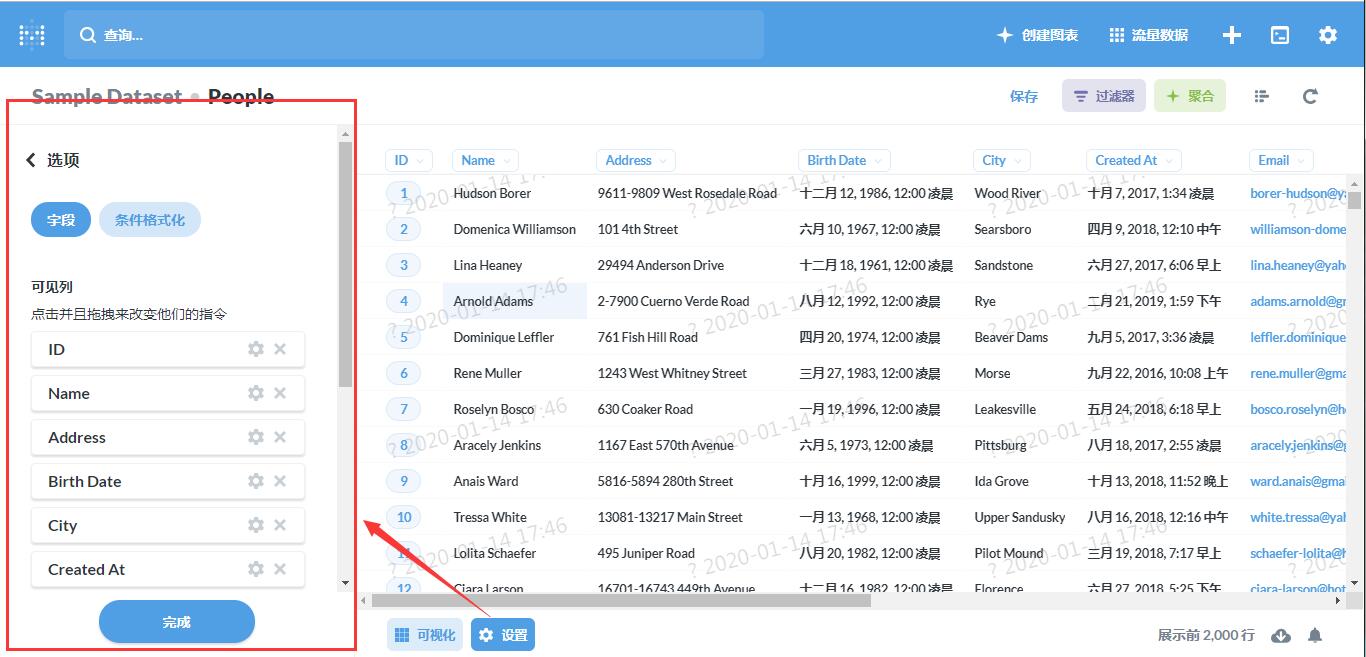 查询...
创建图表
流量数据
Sample Dataset • People
保存
过滤器
聚合
选项
字段
条件格式化
可见列
点击并且拖拽来改变他们的指令
ID
Name
Address
Birth Date
City
Created At
完成
ID Name Address Birth Date City Created At Email
1 Hudson Borer 9611-9809 West Rosedale Road 十二月 12, 1986, 12:00 凌晨 Wood River 十月 7, 2017, 1:34 凌晨 borer-hudson@y
2 Domenica Williamson 101 4th Street 六月 10, 1967, 12:00 凌晨 Searsboro 四月 9, 2018, 12:10 中午 williamson-dome
3 Lina Heaney 29494 Anderson Drive 十二月 18, 1961, 12:00 凌晨 Sandstone 六月 27, 2017, 6:06 早上 lina.heaney@yah
4 Arnold Adams 2-7900 Cuerno Verde Road 八月 12, 1992, 12:00 凌晨 Rye 二月 21, 2019, 1:59 下午 adams.arnold@gr
5 Dominique Leffler 761 Fish Hill Road 四月 20, 1974, 12:00 凌晨 Beaver Dams 九月 5, 2017, 3:36 凌晨 leffler.dominique
6 Rene Muller 1243 West Whitney Street 三月 27, 1983, 12:00 凌晨 Morse 九月 22, 2016, 10:08 上午 rene.muller@gma
7 Roselyn Bosco 630 Coaker Road 一月 19, 1996, 12:00 凌晨 Leakesville 五月 24, 2018, 6:18 早上 bosco.roselyn@h
8 Aracely Jenkins 1167 East 570th Avenue 六月 5, 1973, 12:00 凌晨 Pittsburg 八月 18, 2017, 2:55 凌晨 aracely.jenkins@g
9 Anais Ward 5816-5894 280th Street 十月 16, 1999, 12:00 凌晨 Ida Grove 十月 13, 2018, 11:52 晚上 ward.anais@gmai
10 Tressa White 13081-13217 Main Street 一月 13, 1968, 12:00 凌晨 Upper Sandusky 八月 16, 2018, 12:16 中午 white.tressa@yah
11 Lolita Schaefer 495 Juniper Road 八月 20, 1982, 12:00 凌晨 Pilot Mound 三月 19, 2018, 7:17 早上 schaefer-lolita@h
12 Ciara Larson 16701-16743 449th Avenue 十二月 16, 1982, 12:00 凌晨 Florence 六月 27, 2018, 5:25 下午 ciara-larson@hot
? 2020-01-14 17:46
可视化
设置
展示前 2,000 行